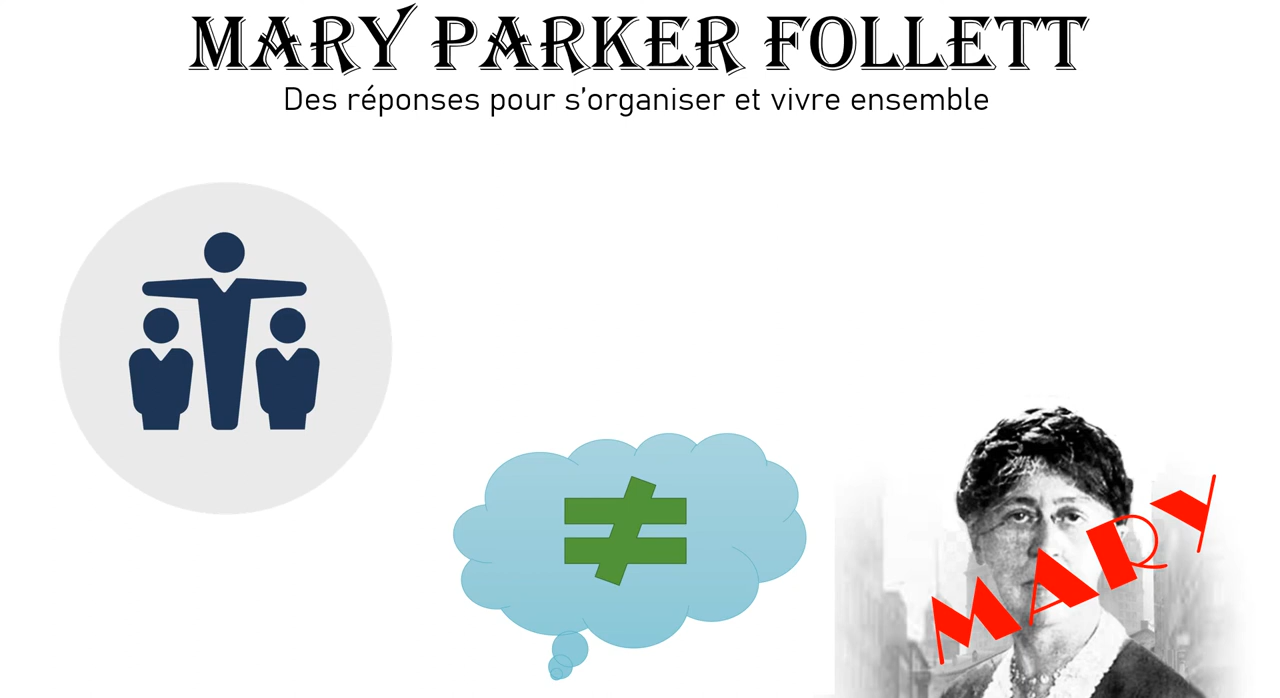 MARY PARKER FOLLETT
Des réponses pour s'organiser et vivre ensemble
≠
MARY